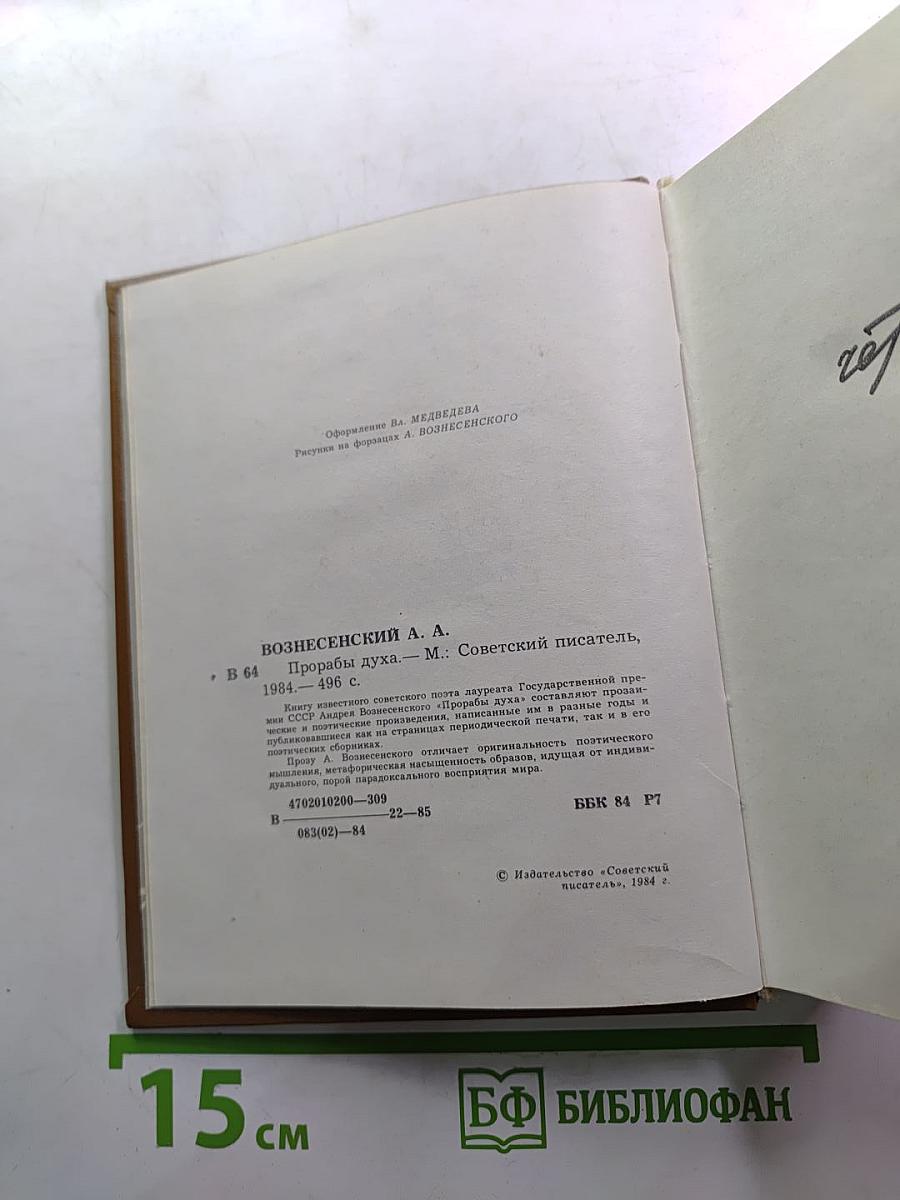 Оформление Вл. МЕДВЕДЕВА
Рисунки на форзацах А. ВОЗНЕСЕНСКОГО
ВОЗНЕСЕНСКИЙ А. А.
В 64 Прорабы духа.— М.: Советский писатель,
1984.— 496 с.
Книгу известного советского поэта лауреата Государственной пре-
мии СССР Андрея Вознесенского «Прорабы духа» составляют прозаи-
ческие и поэтические произведения, написанные им в разные годы и
публиковавшиеся как на страницах периодической печати, так и в его
поэтических сборниках.
Прозу А. Вознесенского отличает оригинальность поэтического
мышления, метафорическая насыщенность образов, идущая от индиви-
дуального, порой парадоксального восприятия мира.
4702010200—309
В 22—85
083(02)—84
ББК 84 Р7
© Издательство «Советский
писатель», 1984 г.
15 см
БФ БИБЛИОФАН